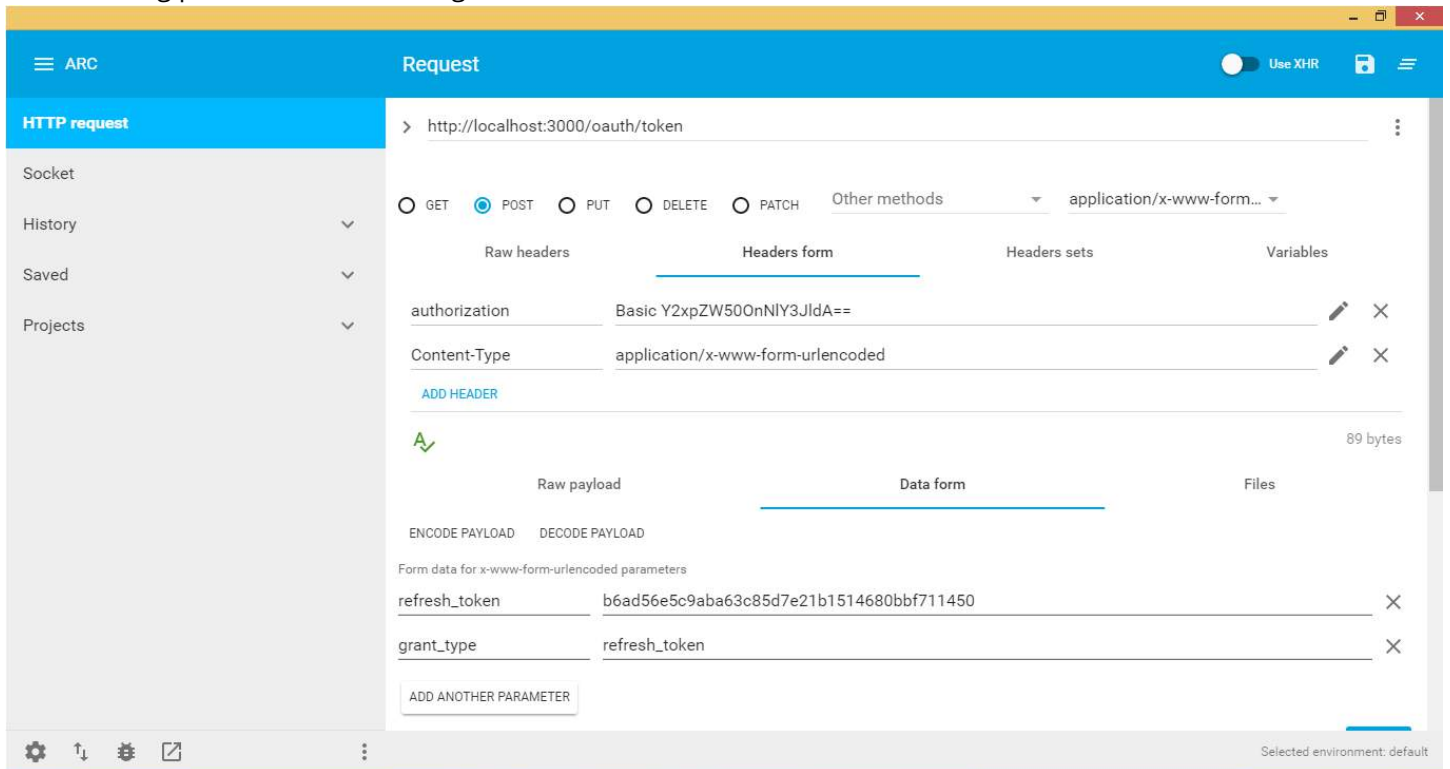 ARC
Request
Use XHR
HTTP request
http://localhost:3000/oauth/token
Socket
GET POST PUT DELETE PATCH Other methods application/x-www-form...
History
Raw headers Headers form Headers sets Variables
Saved
authorization Basic Y2xpZW50OnNlY3JldA==
Projects
Content-Type application/x-www-form-urlencoded
ADD HEADER
89 bytes
Raw payload Data form Files
ENCODE PAYLOAD DECODE PAYLOAD
Form data for x-www-form-urlencoded parameters
refresh_token b6ad56e5c9aba63c85d7e21b1514680bbf711450
grant_type refresh_token
ADD ANOTHER PARAMETER
Selected environment: default